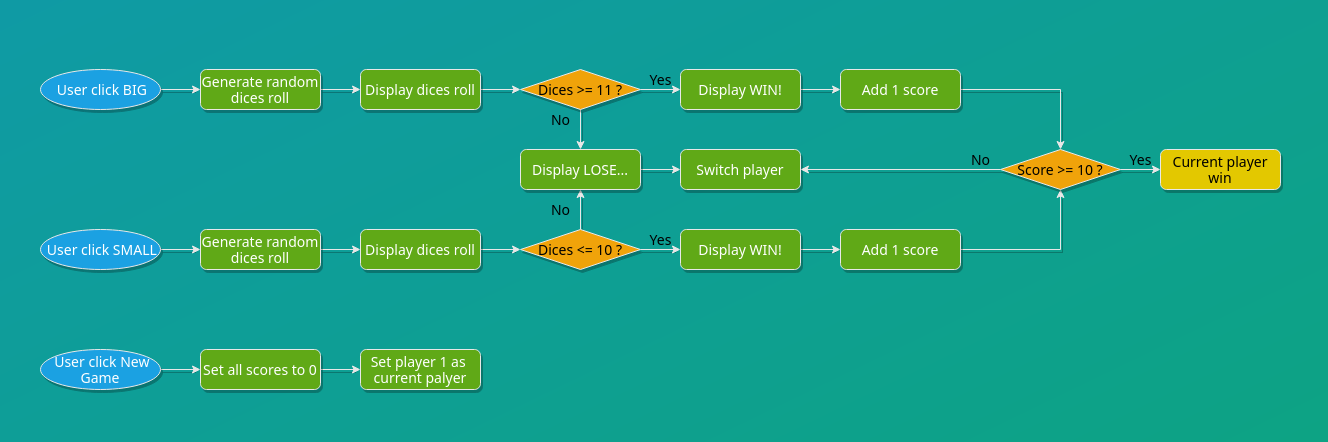 User click BIG
Generate random
dices roll
Display dices roll
Dices >= 11 ?
Yes
Display WIN!
Add 1 score
No
Display LOSE...
Switch player
No
Score >= 10 ?
Yes
Current player
win
No
User click SMALL
Generate random
dices roll
Display dices roll
Dices <= 10 ?
Yes
Display WIN!
Add 1 score
User click New
Game
Set all scores to 0
Set player 1 as
current palyer